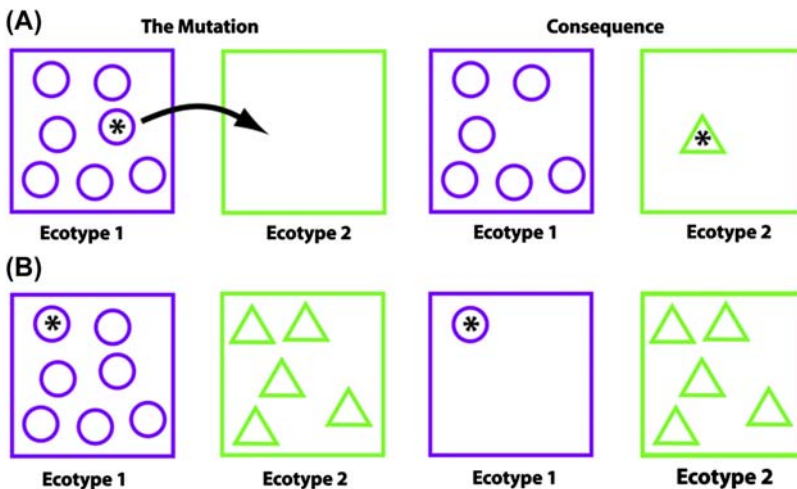 (A)
The Mutation Consequence
* *
Ecotype 1 Ecotype 2 Ecotype 1 Ecotype 2
(B)
* *
Ecotype 1 Ecotype 2 Ecotype 1 Ecotype 2